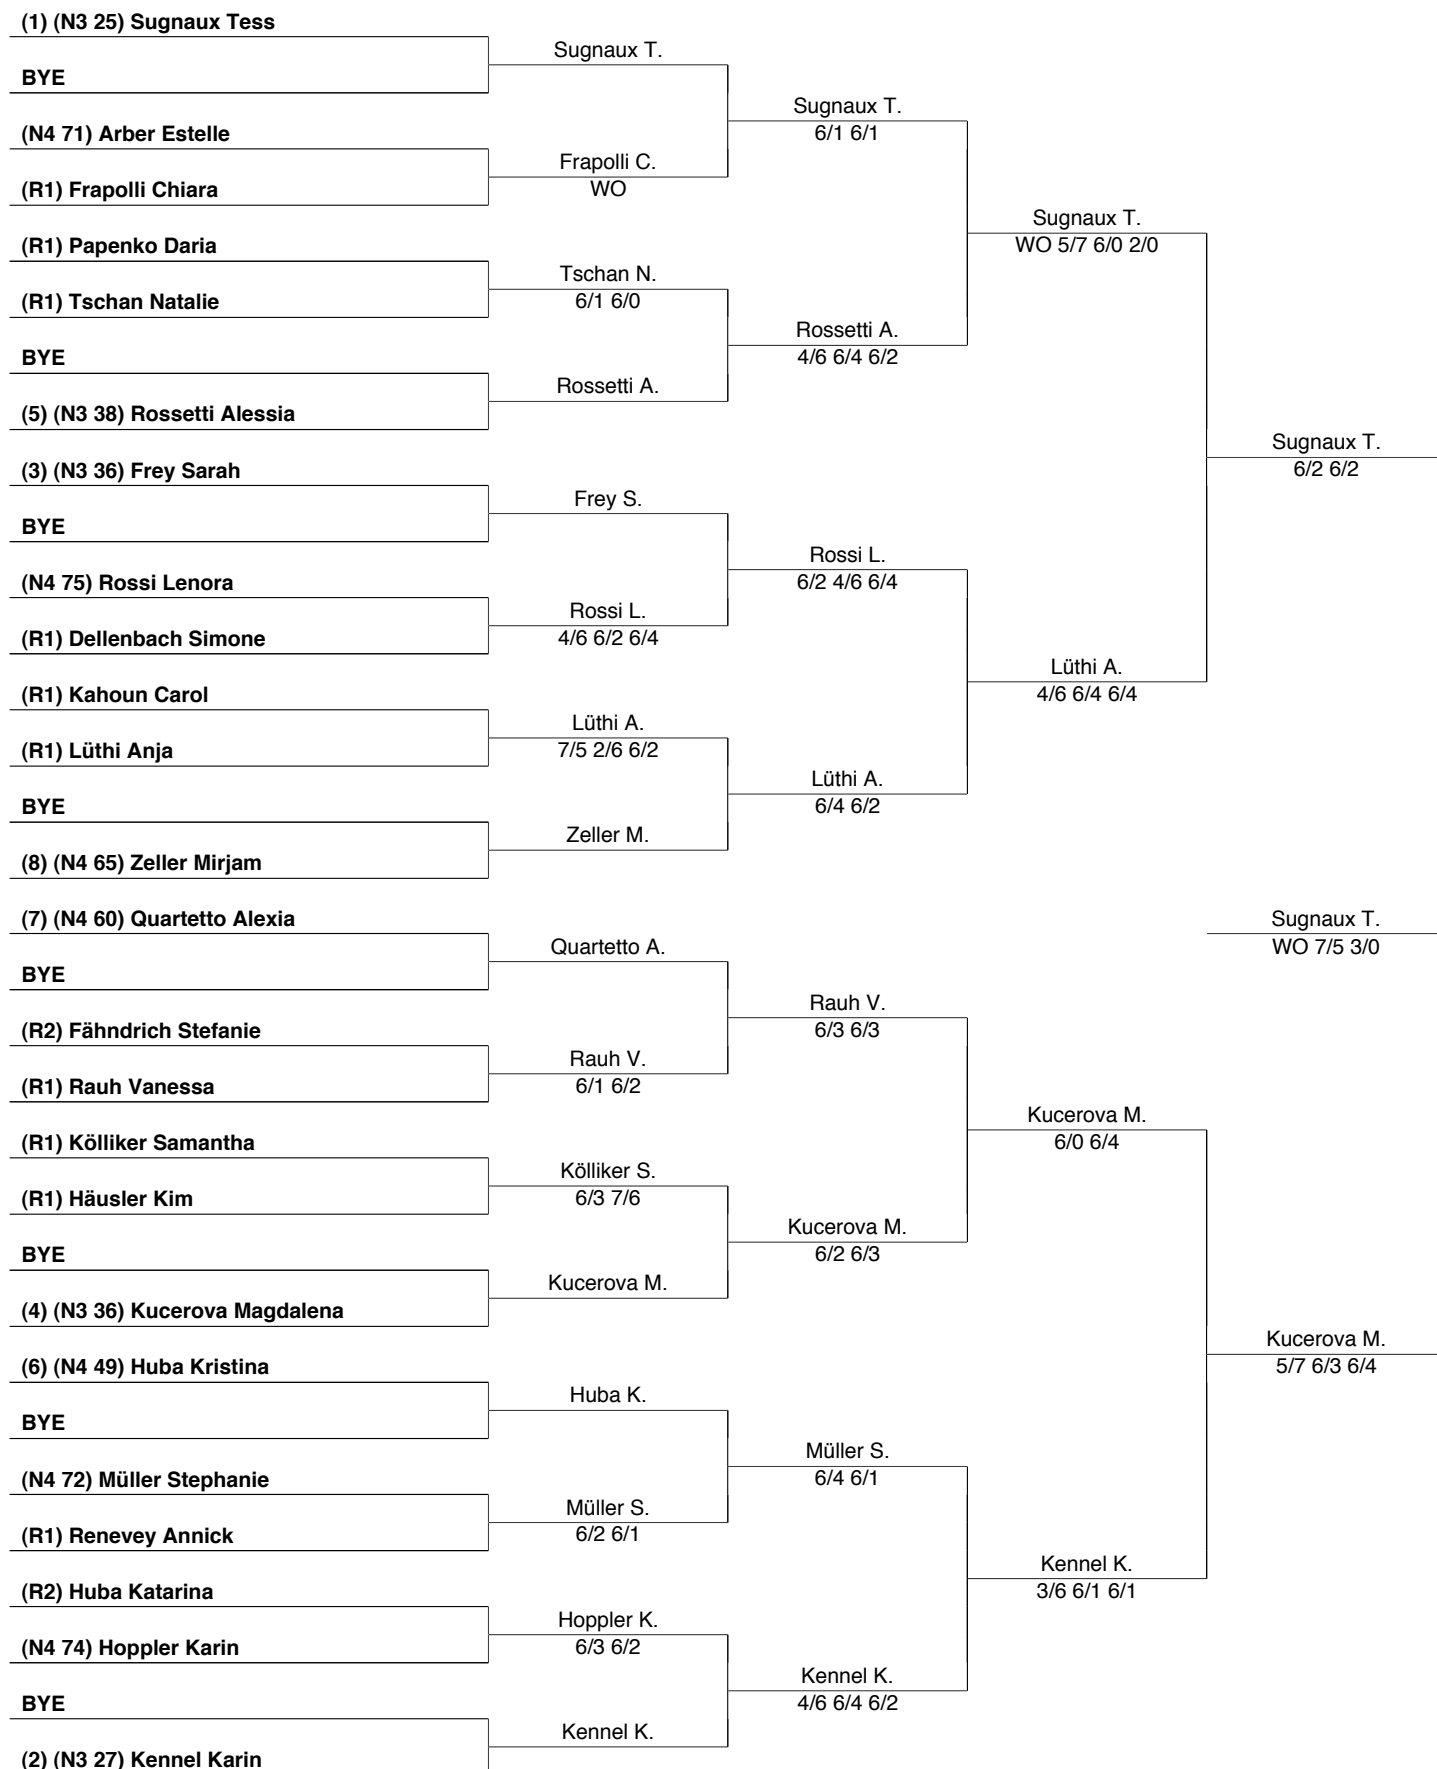 (1) (N3 25) Sugnaux Tess
BYE
(N4 71) Arber Estelle
(R1) Frapolli Chiara
(R1) Papenko Daria
(R1) Tschan Natalie
BYE
(5) (N3 38) Rossetti Alessia
(3) (N3 36) Frey Sarah
BYE
(N4 75) Rossi Lenora
(R1) Dellenbach Simone
(R1) Kahoun Carol
(R1) Lüthi Anja
BYE
(8) (N4 65) Zeller Mirjam
(7) (N4 60) Quartetto Alexia
BYE
(R2) Fähndrich Stefanie
(R1) Rauh Vanessa
(R1) Kölliker Samantha
(R1) Häusler Kim
BYE
(4) (N3 36) Kucerova Magdalena
(6) (N4 49) Huba Kristina
BYE
(N4 72) Müller Stephanie
(R1) Renevey Annick
(R2) Huba Katarina
(N4 74) Hoppler Karin
BYE
(2) (N3 27) Kennel Karin
Sugnaux T.
Frapolli C.
WO
Tschan N.
6/1 6/0
Rossetti A.
Frey S.
Rossi L.
4/6 6/2 6/4
Lüthi A.
7/5 2/6 6/2
Zeller M.
Quartetto A.
Rauh V.
6/1 6/2
Kölliker S.
6/3 7/6
Kucerova M.
Huba K.
Müller S.
6/2 6/1
Hoppler K.
6/3 6/2
Kennel K.
Sugnaux T.
6/1 6/1
Rossetti A.
4/6 6/4 6/2
Rossi L.
6/2 4/6 6/4
Lüthi A.
6/4 6/2
Rauh V.
6/3 6/3
Kucerova M.
6/2 6/3
Müller S.
6/4 6/1
Kennel K.
4/6 6/4 6/2
Sugnaux T.
WO 5/7 6/0 2/0
Lüthi A.
4/6 6/4 6/4
Kucerova M.
6/0 6/4
Kennel K.
3/6 6/1 6/1
Sugnaux T.
6/2 6/2
Sugnaux T.
WO 7/5 3/0
Kucerova M.
5/7 6/3 6/4